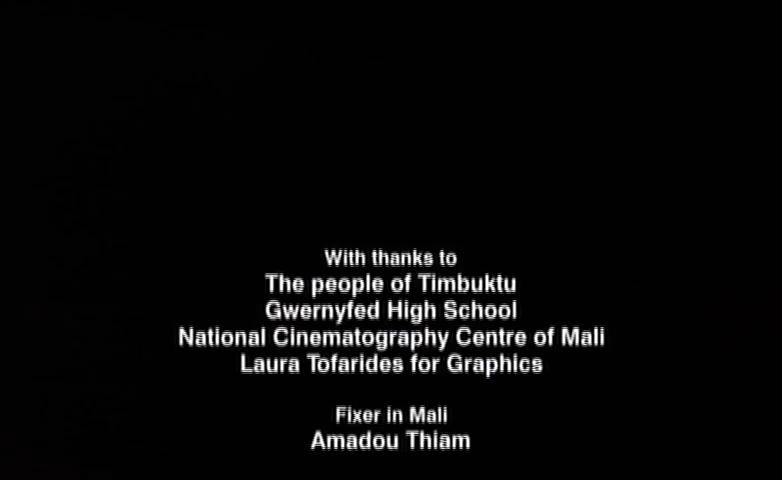 With thanks to
The people of Timbuktu
Gwernyfed High School
National Cinematography Centre of Mali
Laura Tofarides for Graphics
Fixer in Mali
Amadou Thiam